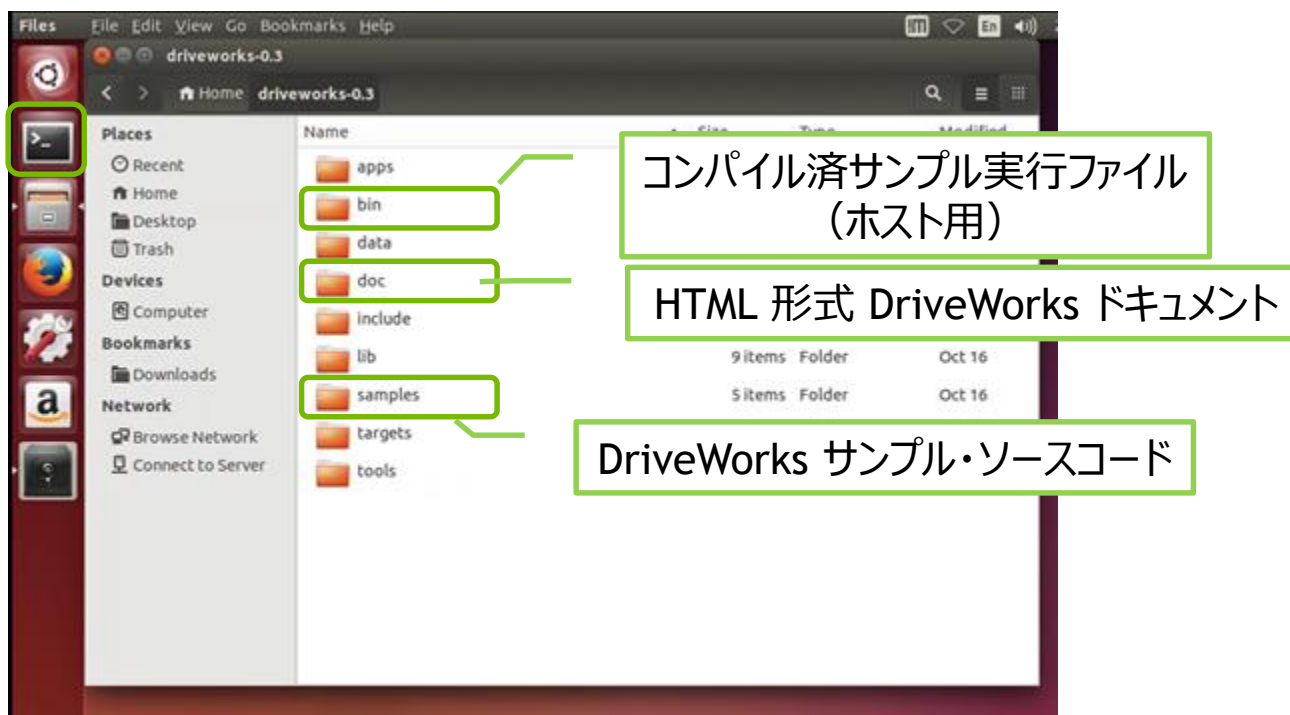 Files File Edit View Go Bookmarks Help En
driveworks-0.3
Home driveworks-0.3
Places
Recent
Home
Desktop
Trash
Devices
Computer
Bookmarks
Downloads
Network
Browse Network
Connect to Server
Name Size Type Modified
apps
bin
data
doc
include
lib 9 items Folder Oct 16
samples 5 items Folder Oct 16
targets
tools
コンパイル済サンプル実行ファイル
（ホスト用）
HTML 形式 DriveWorks ドキュメント
DriveWorks サンプル・ソースコード